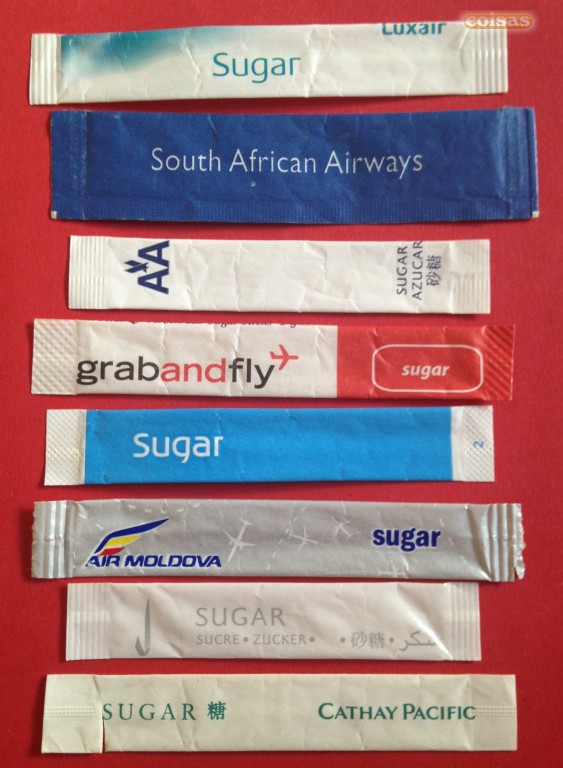 coisas
Luxair
Sugar
South African Airways
AA
SUGAR
AZUCAR
砂糖
grabandfly
sugar
Sugar
2
AIR MOLDOVA
sugar
SUGAR
SUCRE • ZUCKER • • 砂糖 • سكر
SUGAR 糖 CATHAY PACIFIC